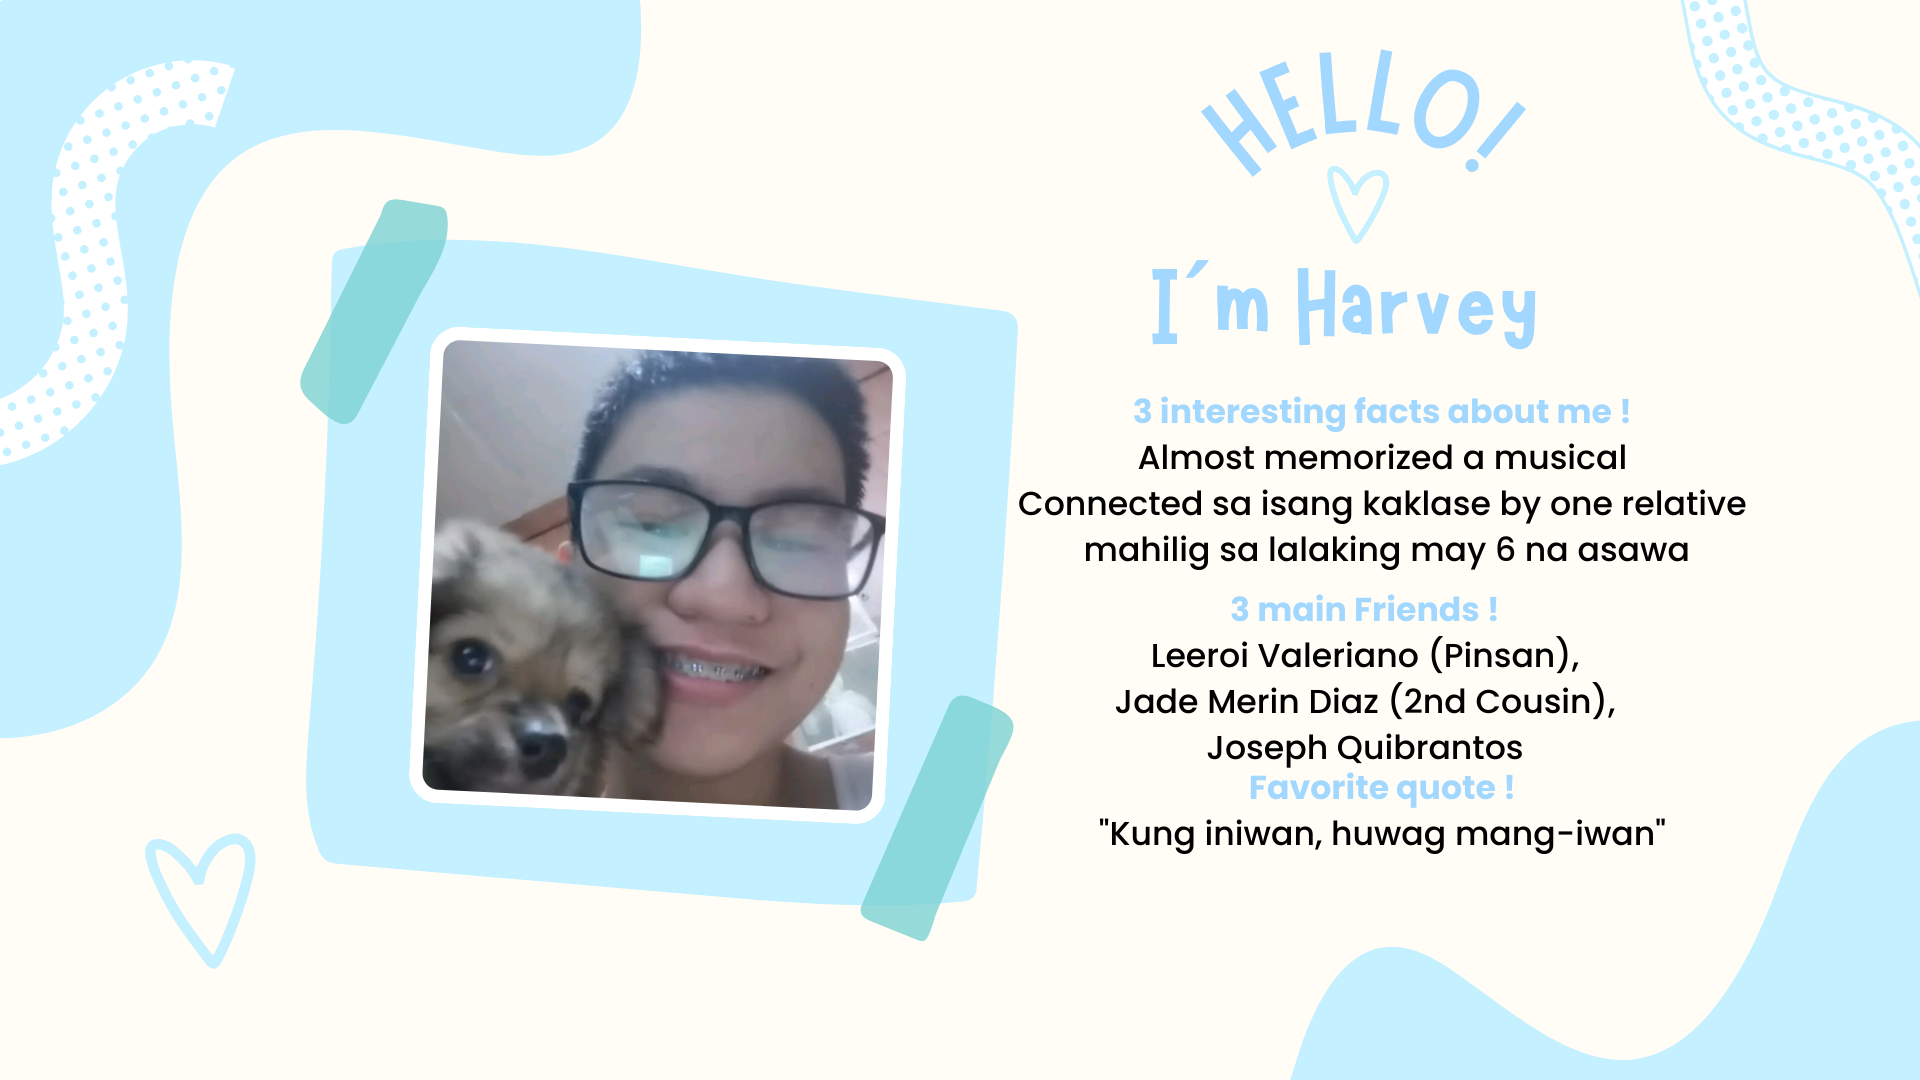 HELLO!
I´m Harvey
3 interesting facts about me !
Almost memorized a musical
Connected sa isang kaklase by one relative
mahilig sa lalaking may 6 na asawa
3 main Friends !
Leeroi Valeriano (Pinsan),
Jade Merin Diaz (2nd Cousin),
Joseph Quibrantos
Favorite quote !
"Kung iniwan, huwag mang-iwan"